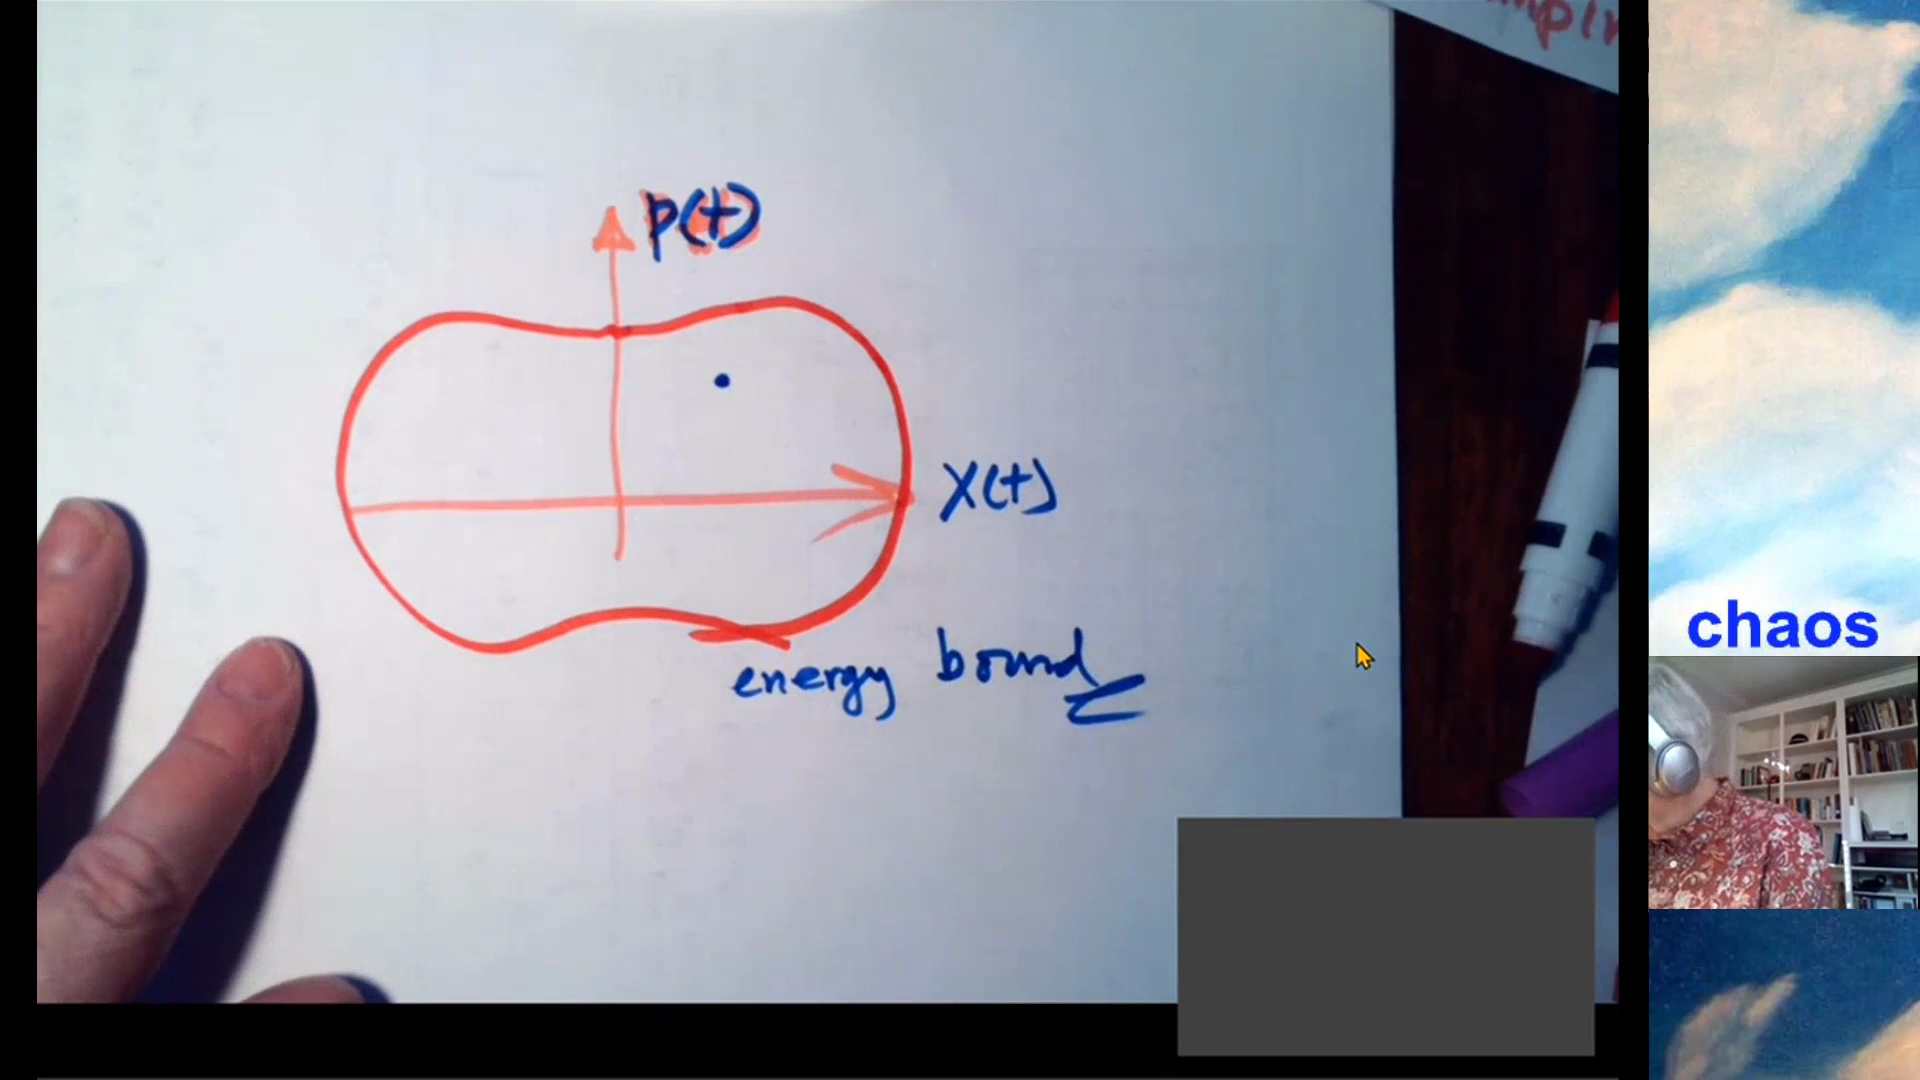 p(t)
x(t)
energy bound
chaos